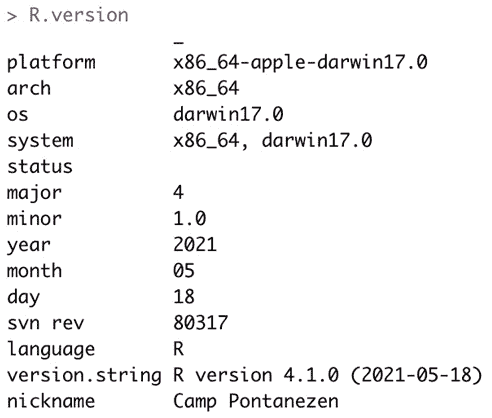 > R.version
_
platform x86_64-apple-darwin17.0
arch x86_64
os darwin17.0
system x86_64, darwin17.0
status
major 4
minor 1.0
year 2021
month 05
day 18
svn rev 80317
language R
version.string R version 4.1.0 (2021-05-18)
nickname Camp Pontanezen